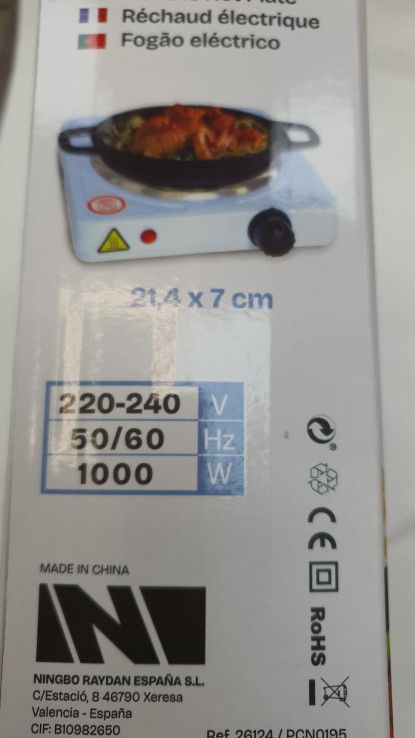 Réchaud électrique
Fogão eléctrico
21,4 x 7 cm
220-240 V
50/60 Hz
1000 W
CE
RoHS
MADE IN CHINA
NINGBO RAYDAN ESPAÑA S.L.
C/Estació, 8 46790 Xeresa
Valencia - España
CIF: B10982650
Ref. 26124 / PCN0195